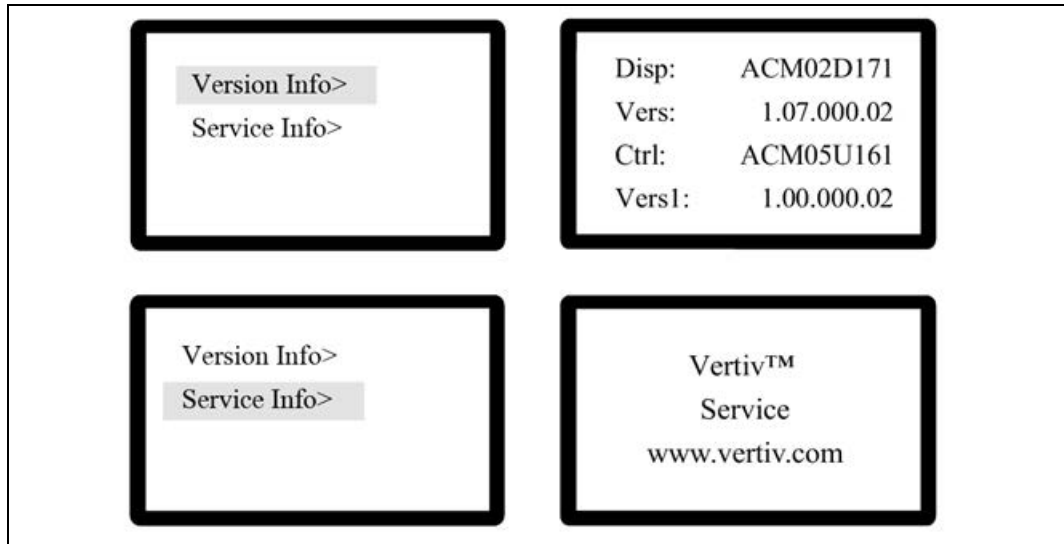 Version Info>
Service Info>
Disp: ACM02D171
Vers: 1.07.000.02
Ctrl: ACM05U161
Vers1: 1.00.000.02
Version Info>
Service Info>
Vertiv™
Service
www.vertiv.com